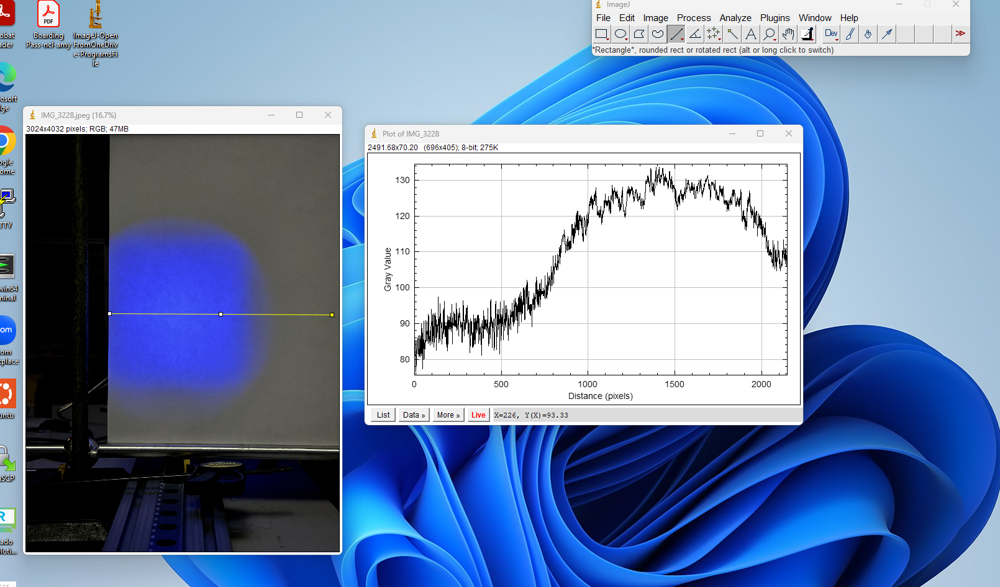 obat
ader
PDF
Boarding
Pass-ncl-amy
ImageJ-Open
FromOneDriv
e-ProgramsFi
le
osoft
ge
ogle
ome
TTY
win64
minal
om
om
kplace
untu
nSCP
R
ado
oluti...
ImageJ
File Edit Image Process Analyze Plugins Window Help
A Dev >>
*Rectangle*, rounded rect or rotated rect (alt or long click to switch)
IMG_3228.jpeg (16.7%)
3024x4032 pixels; RGB; 47MB
Plot of IMG_3228
2491.68x70.20 (696x405); 8-bit; 275K
130
120
110
100
90
80
Gray Value
0 500 1000 1500 2000
Distance (pixels)
List Data » More » Live X=226, Y(X)=93.33